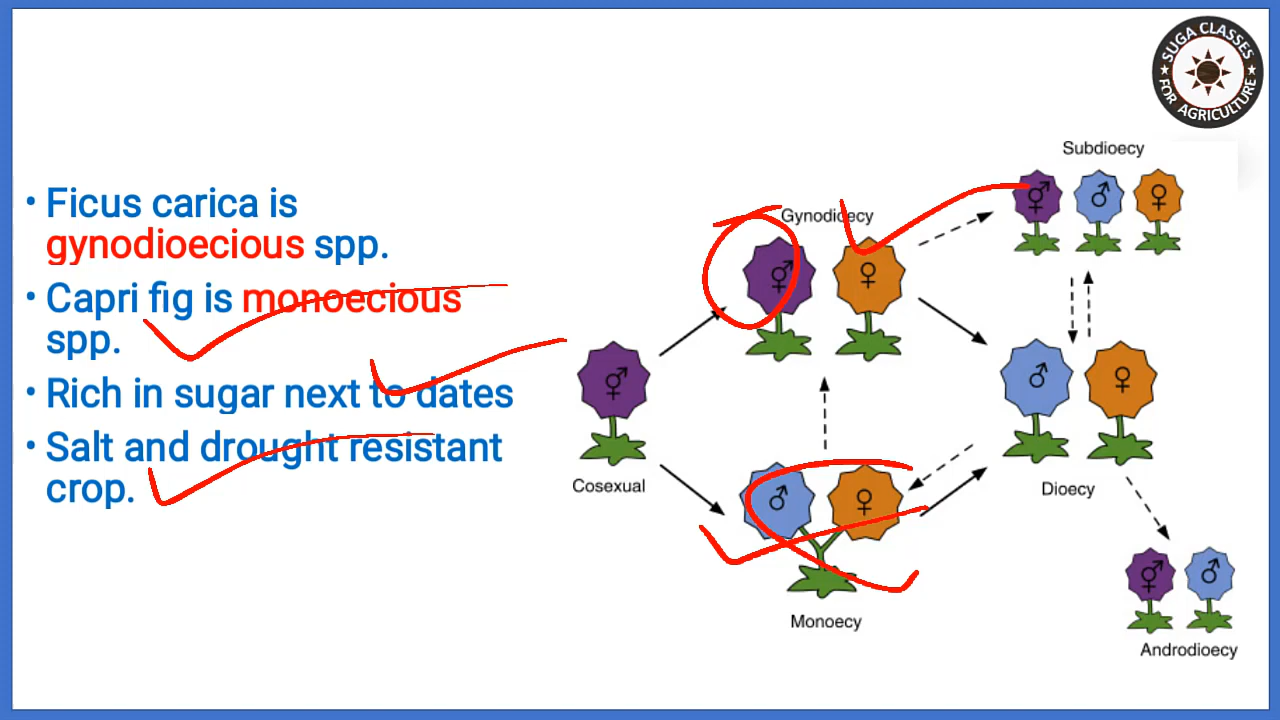 SUGA CLASSES
FOR AGRICULTURE
• Ficus carica is
gynodioecious spp.
• Capri fig is monoecious
spp.
• Rich in sugar next to dates
• Salt and drought resistant
crop.
Subdioecy
Gynodioecy
Cosexual
Dioecy
Monoecy
Androdioecy